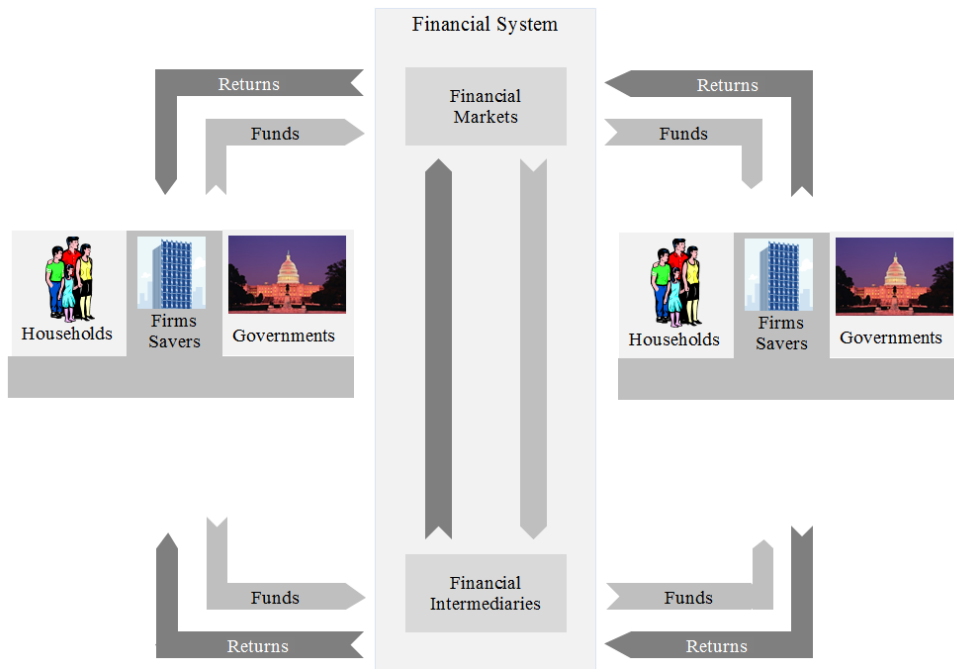 Financial System
Returns
Funds
Financial
Markets
Returns
Funds
Households
Firms
Savers
Governments
Households
Firms
Savers
Governments
Funds
Returns
Financial
Intermediaries
Funds
Returns